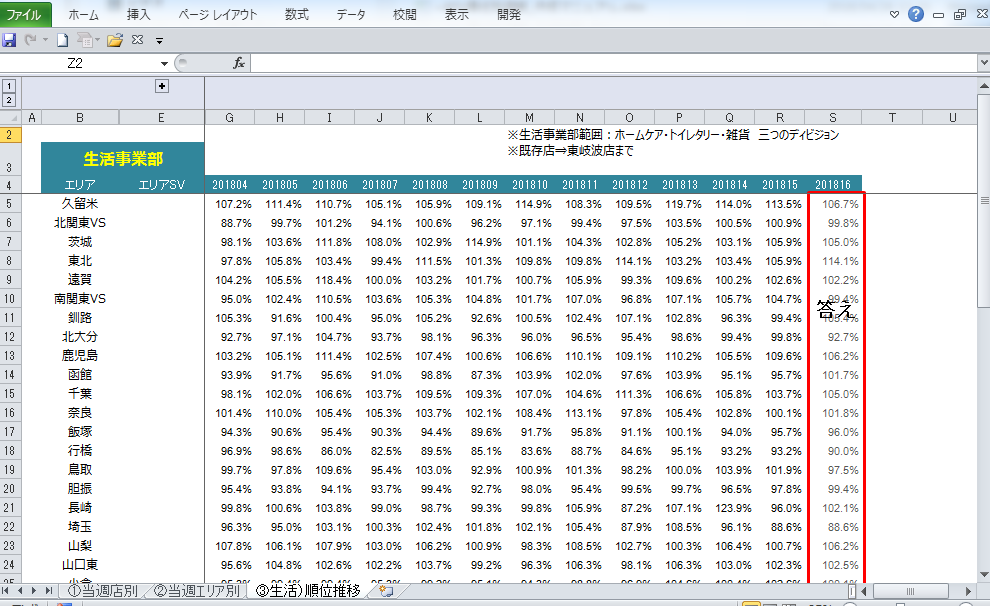 ファイル ホーム 挿入 ページ レイアウト 数式 データ 校閲 表示 開発
Z2 fx
1
2
A B E G H I J K L M N O P Q R S T U
2 ※生活事業部範囲：ホームケア・トイレタリー・雑貨 三つのディビジョン
※既存店⇒東岐波店まで
3 生活事業部
4 エリア エリアSV 201804 201805 201806 201807 201808 201809 201810 201811 201812 201813 201814 201815 201816
5 久留米 107.2% 111.4% 110.7% 105.1% 105.9% 109.1% 114.9% 108.3% 109.5% 119.7% 114.0% 113.5% 106.7%
6 北関東VS 88.7% 99.7% 101.2% 94.1% 100.6% 96.2% 97.1% 99.4% 97.5% 103.5% 100.5% 100.9% 99.8%
7 茨城 98.1% 103.6% 111.8% 108.0% 102.9% 114.9% 101.1% 104.3% 102.8% 105.2% 103.1% 105.9% 105.0%
8 東北 97.8% 105.8% 103.4% 99.4% 111.5% 101.3% 109.8% 109.8% 114.1% 103.2% 103.4% 105.9% 114.1%
9 遠賀 104.2% 105.5% 118.4% 100.0% 103.2% 101.7% 100.7% 105.9% 99.3% 109.6% 100.2% 102.6% 102.2%
10 南関東VS 95.0% 102.4% 110.5% 103.6% 105.3% 104.8% 101.7% 107.0% 96.8% 107.1% 105.7% 104.7% 99.4%
答え
11 釧路 105.3% 91.6% 100.4% 95.0% 105.2% 92.6% 100.5% 102.4% 107.1% 102.8% 96.3% 99.4%
12 北大分 92.7% 97.1% 104.7% 93.7% 98.1% 96.3% 96.0% 96.5% 95.4% 98.6% 99.4% 99.8% 92.7%
13 鹿児島 103.2% 105.1% 111.4% 102.5% 107.4% 100.6% 106.6% 110.1% 109.1% 110.2% 105.5% 109.6% 106.2%
14 函館 93.9% 91.7% 95.6% 91.0% 98.8% 87.3% 103.9% 102.0% 97.6% 103.9% 95.1% 95.7% 101.7%
15 千葉 98.1% 102.0% 106.6% 103.7% 109.5% 109.3% 107.0% 104.6% 111.3% 106.6% 105.8% 103.7% 105.0%
16 奈良 101.4% 110.0% 105.4% 105.3% 103.7% 102.1% 108.4% 113.1% 97.8% 105.4% 102.8% 100.1% 101.8%
17 飯塚 94.3% 90.6% 95.4% 90.3% 94.4% 89.6% 91.7% 95.8% 91.1% 100.1% 94.0% 95.7% 96.0%
18 行橋 96.9% 98.6% 86.0% 82.5% 89.5% 85.1% 83.6% 88.7% 84.6% 95.1% 93.2% 93.2% 90.0%
19 鳥取 99.7% 97.8% 109.6% 95.4% 103.0% 92.9% 100.9% 101.3% 98.2% 100.0% 103.9% 101.9% 97.5%
20 胆振 95.4% 93.8% 94.1% 93.7% 99.4% 92.7% 98.0% 95.4% 99.5% 99.7% 96.5% 97.8% 99.4%
21 長崎 99.8% 100.6% 103.8% 99.0% 98.7% 99.3% 99.8% 105.9% 87.2% 107.1% 123.9% 96.0% 102.1%
22 埼玉 96.3% 95.0% 103.1% 100.3% 102.4% 101.8% 102.1% 105.4% 87.9% 108.5% 96.1% 88.6% 88.6%
23 山梨 107.8% 106.1% 107.9% 103.0% 106.2% 100.9% 98.3% 108.5% 102.7% 100.3% 106.4% 100.7% 106.2%
24 山口東 95.6% 104.8% 102.6% 102.2% 103.7% 99.2% 96.3% 106.3% 98.1% 106.3% 103.0% 102.3% 102.5%
①当週店別 ②当週エリア別 ③生活)順位推移